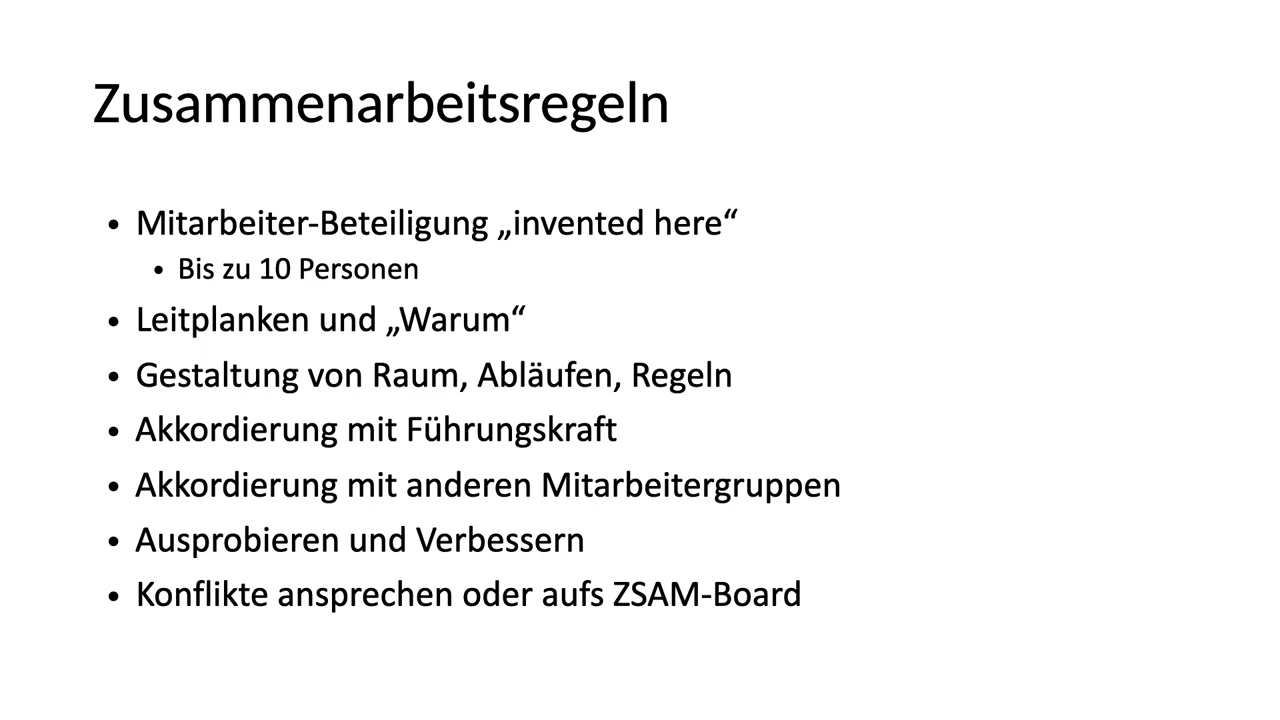 Zusammenarbeitsregeln
• Mitarbeiter-Beteiligung „invented here“
• Bis zu 10 Personen
• Leitplanken und „Warum“
• Gestaltung von Raum, Abläufen, Regeln
• Akkordierung mit Führungskraft
• Akkordierung mit anderen Mitarbeitergruppen
• Ausprobieren und Verbessern
• Konflikte ansprechen oder aufs ZSAM-Board